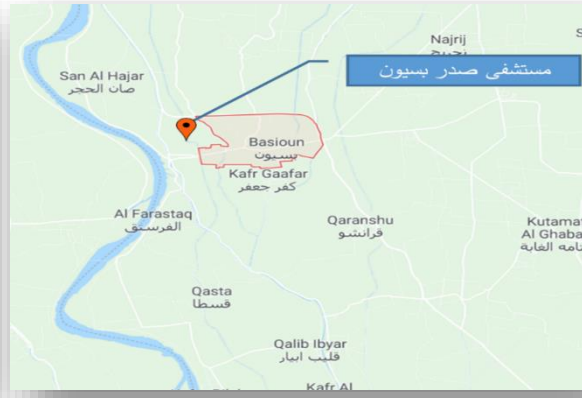 Najrij
نجريج
San Al Hajar
صان الحجر
مستشفى صدر بسيون
Basioun
بسيون
Kafr Gaafar
كفر جعفر
Al Farastaq
الفرستق
Qaranshu
قرانشو
Kutama
Al Ghaba
تامه الغابة
Qasta
قسطا
Qalib Ibyar
قليب ابيار
Kafr Al